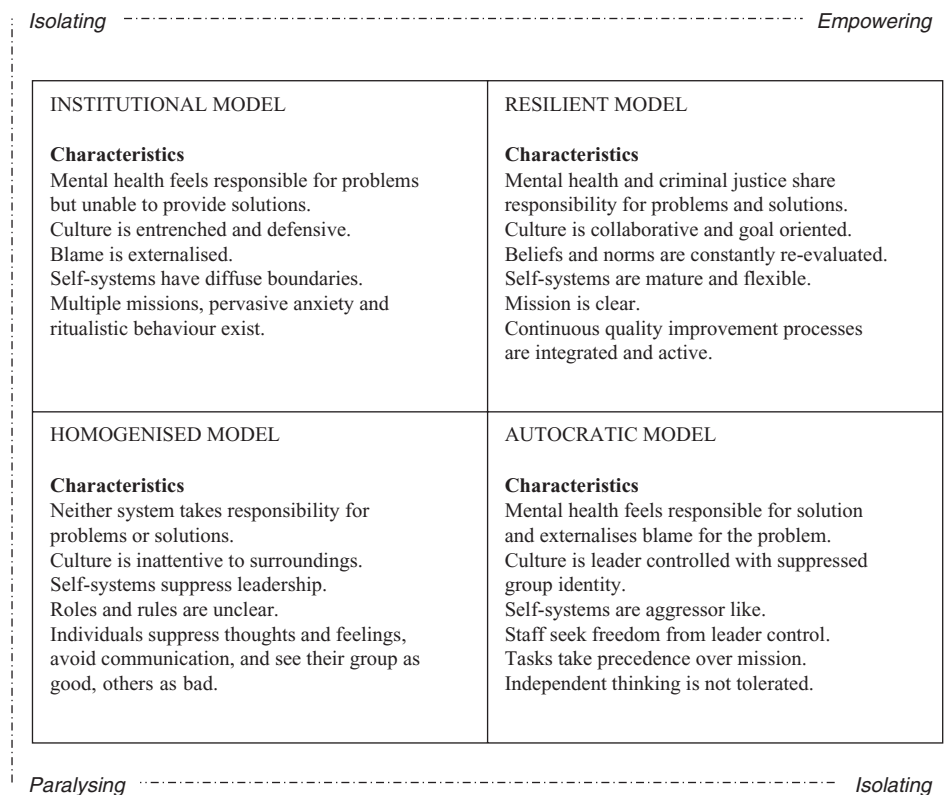 Isolating Empowering
INSTITUTIONAL MODEL
Characteristics
Mental health feels responsible for problems
but unable to provide solutions.
Culture is entrenched and defensive.
Blame is externalised.
Self-systems have diffuse boundaries.
Multiple missions, pervasive anxiety and
ritualistic behaviour exist.
RESILIENT MODEL
Characteristics
Mental health and criminal justice share
responsibility for problems and solutions.
Culture is collaborative and goal oriented.
Beliefs and norms are constantly re-evaluated.
Self-systems are mature and flexible.
Mission is clear.
Continuous quality improvement processes
are integrated and active.
HOMOGENISED MODEL
Characteristics
Neither system takes responsibility for
problems or solutions.
Culture is inattentive to surroundings.
Self-systems suppress leadership.
Roles and rules are unclear.
Individuals suppress thoughts and feelings,
avoid communication, and see their group as
good, others as bad.
AUTOCRATIC MODEL
Characteristics
Mental health feels responsible for solution
and externalises blame for the problem.
Culture is leader controlled with suppressed
group identity.
Self-systems are aggressor like.
Staff seek freedom from leader control.
Tasks take precedence over mission.
Independent thinking is not tolerated.
Paralysing Isolating